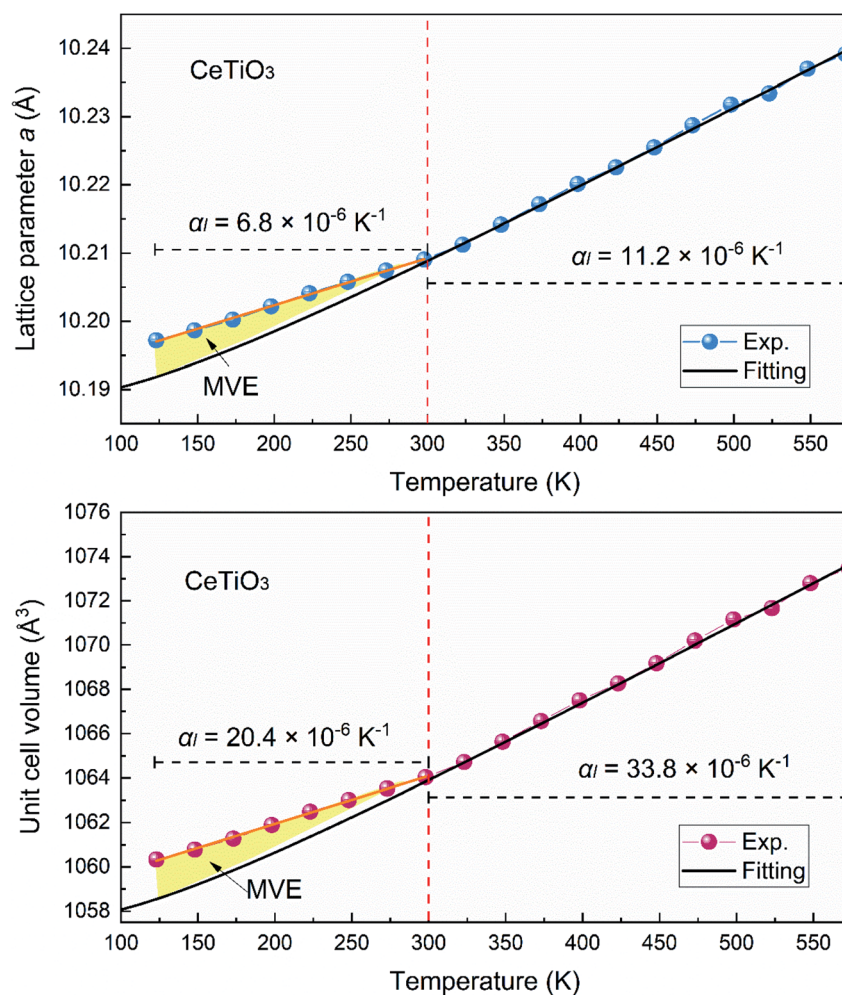 10.24
10.23
10.22
10.21
10.20
10.19
Lattice parameter a (Å)
CeTiO₃
αₗ = 6.8 × 10⁻⁶ K⁻¹
αₗ = 11.2 × 10⁻⁶ K⁻¹
MVE
Exp.
Fitting
100 150 200 250 300 350 400 450 500 550
Temperature (K)
1076
1074
1072
1070
1068
1066
1064
1062
1060
1058
Unit cell volume (Å³)
CeTiO₃
αₗ = 20.4 × 10⁻⁶ K⁻¹
αₗ = 33.8 × 10⁻⁶ K⁻¹
MVE
Exp.
Fitting
100 150 200 250 300 350 400 450 500 550
Temperature (K)